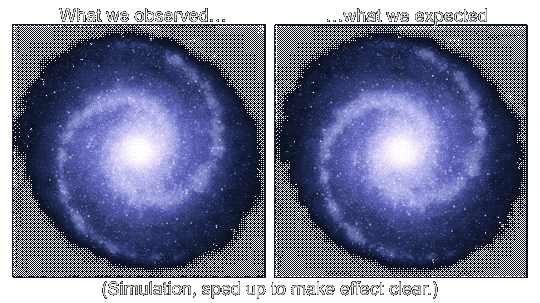 What we observed...
...what we expected
(Simulation, sped up to make effect clear.)